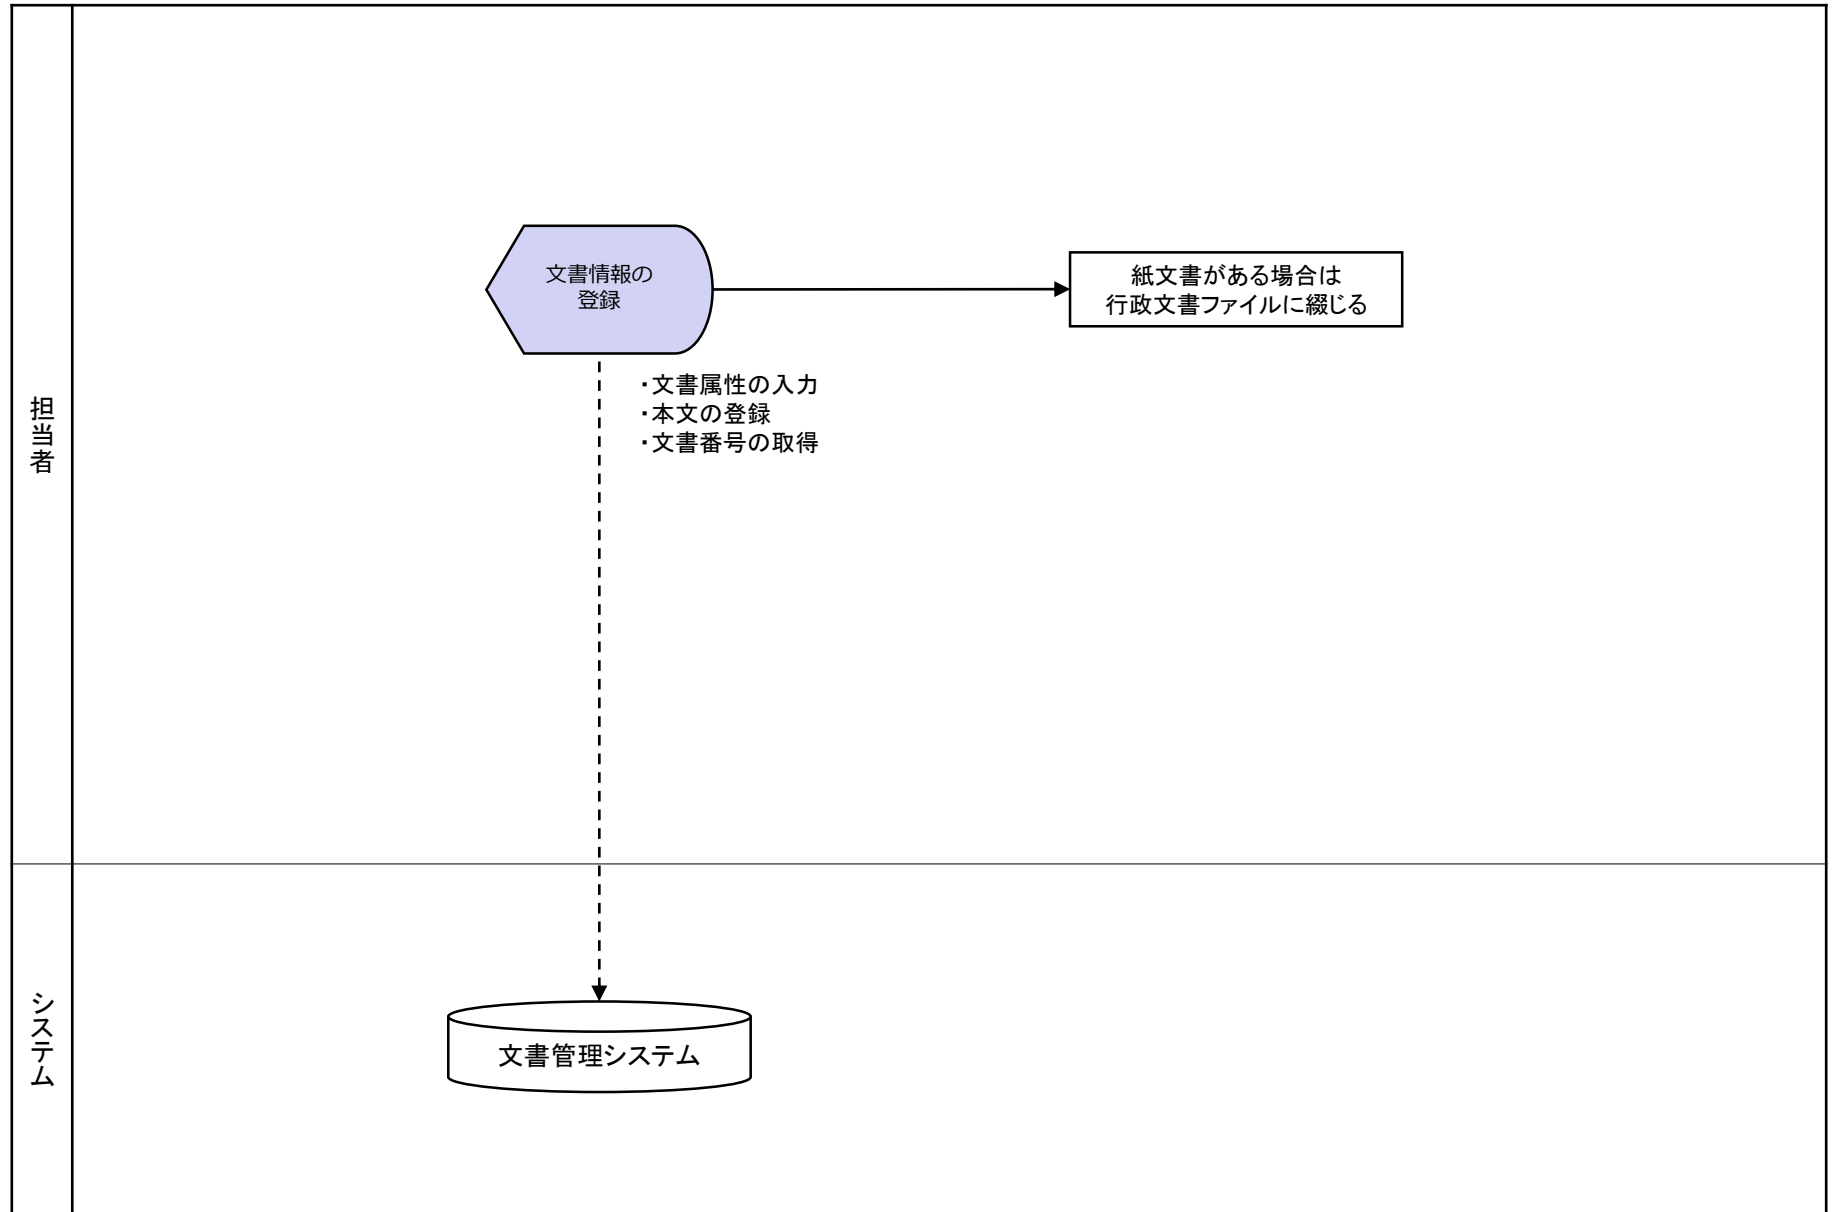 文書情報の
登録
紙文書がある場合は
行政文書ファイルに綴じる
・文書属性の入力
・本文の登録
・文書番号の取得
担当者
システム
文書管理システム